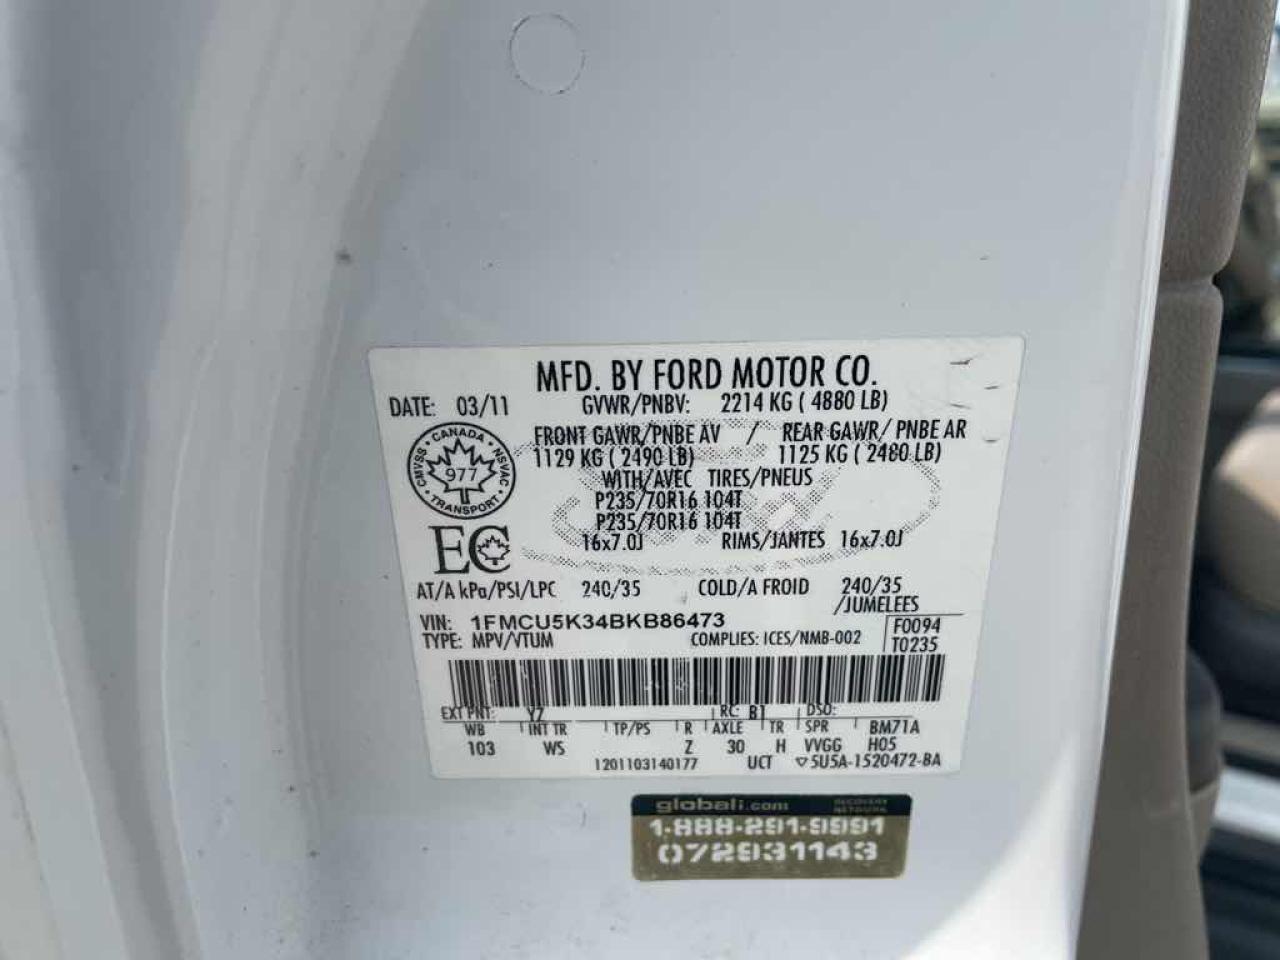 MFD. BY FORD MOTOR CO.
DATE: 03/11 GVWR/PNBV: 2214 KG ( 4880 LB)
FRONT GAWR/PNBE AV / REAR GAWR/ PNBE AR
1129 KG ( 2490 LB) 1125 KG ( 2480 LB)
WITH/AVEC TIRES/PNEUS
P235/70R16 104T
P235/70R16 104T
16x7.0J RIMS/JANTES 16x7.0J
CANADA
CMVSS NSVAC
977
TRANSPORT
EC
AT/A kPa/PSI/LPC 240/35 COLD/A FROID 240/35
/JUMELEES
VIN: 1FMCU5K34BKB86473 F0094
TYPE: MPV/VTUM COMPLIES: ICES/NMB-002 T0235
EXT PNT: YZ RC: B1 DSO:
WB INT TR TP/PS R AXLE TR SPR BM71A
103 WS Z 30 H VVGG H05
1201103140177 UCT ▽5U5A-1520472-BA
globali.com RECOVERY NETWORK
1-888-291-9991
072931143